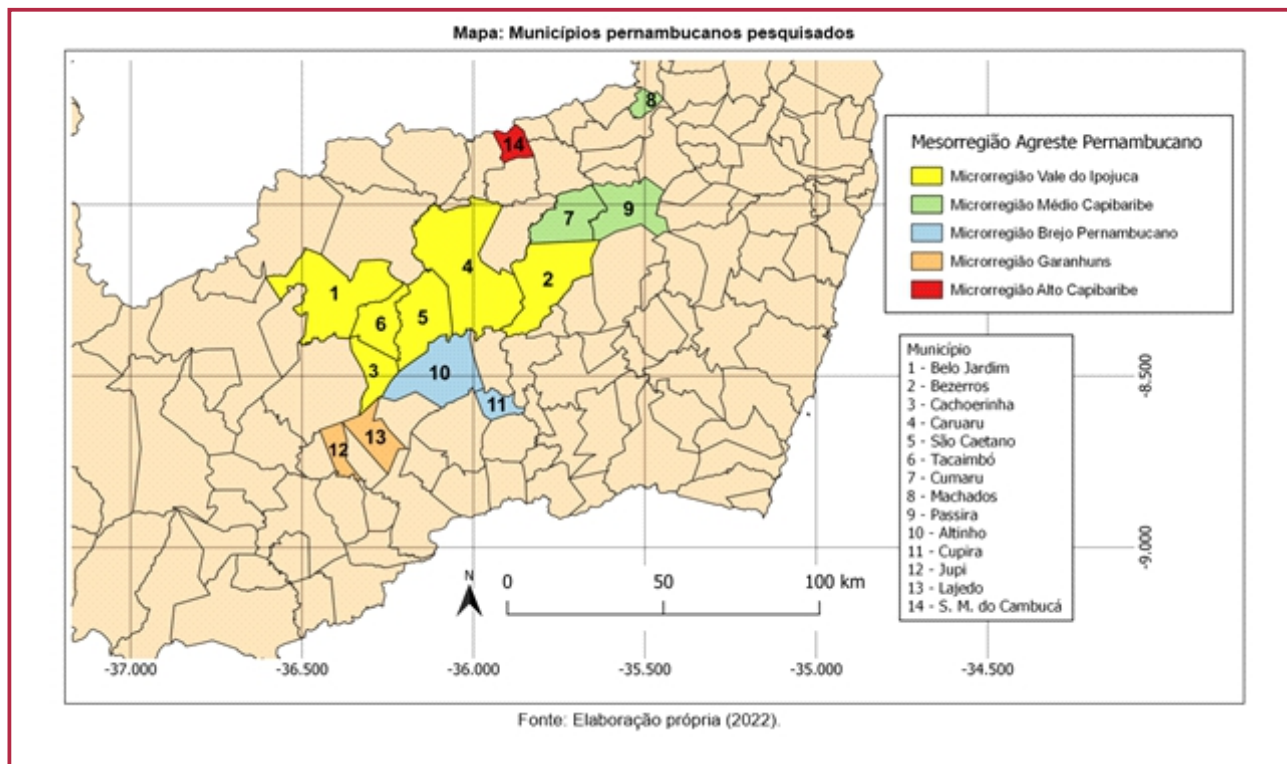 Mapa: Municípios pernambucanos pesquisados
8
14
7
9
4
2
1
6
5
3
10
11
13
12
Mesorregião Agreste Pernambucano
Microrregião Vale do Ipojuca
Microrregião Médio Capibaribe
Microrregião Brejo Pernambucano
Microrregião Garanhuns
Microrregião Alto Capibaribe
Município
1 - Belo Jardim
2 - Bezerros
3 - Cachoerinha
4 - Caruaru
5 - São Caetano
6 - Tacaimbó
7 - Cumaru
8 - Machados
9 - Passira
10 - Altinho
11 - Cupira
12 - Jupi
13 - Lajedo
14 - S. M. do Cambucá
-8.500
-9.000
N
0 50 100 km
-37.000 -36.500 -36.000 -35.500 -35.000 -34.500
Fonte: Elaboração própria (2022).